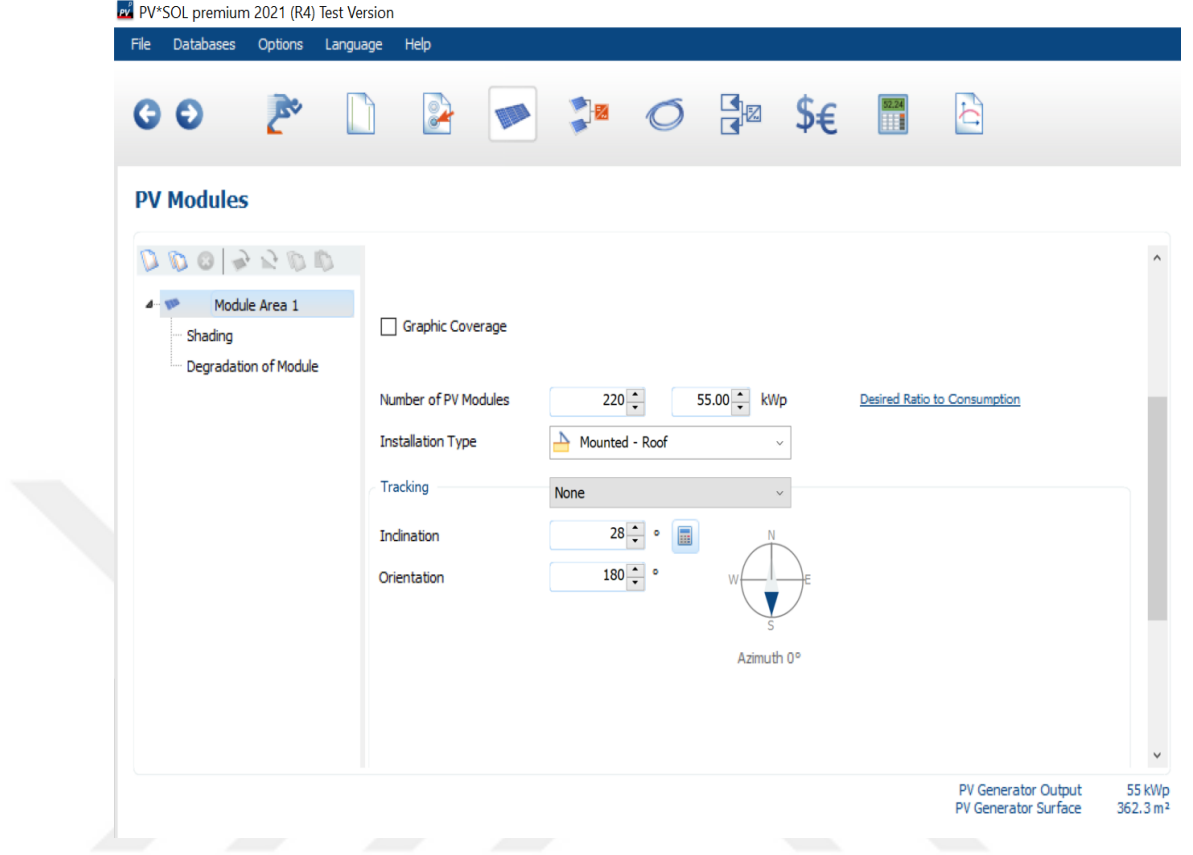 PV*SOL premium 2021 (R4) Test Version
File Databases Options Language Help
$€ 52.24
PV Modules
Module Area 1
Shading
Degradation of Module
Graphic Coverage
Number of PV Modules 220 55.00 kWp Desired Ratio to Consumption
Installation Type Mounted - Roof
Tracking None
Inclination 28 °
Orientation 180 °
N
W E
S
Azimuth 0°
PV Generator Output 55 kWp
PV Generator Surface 362.3 m²